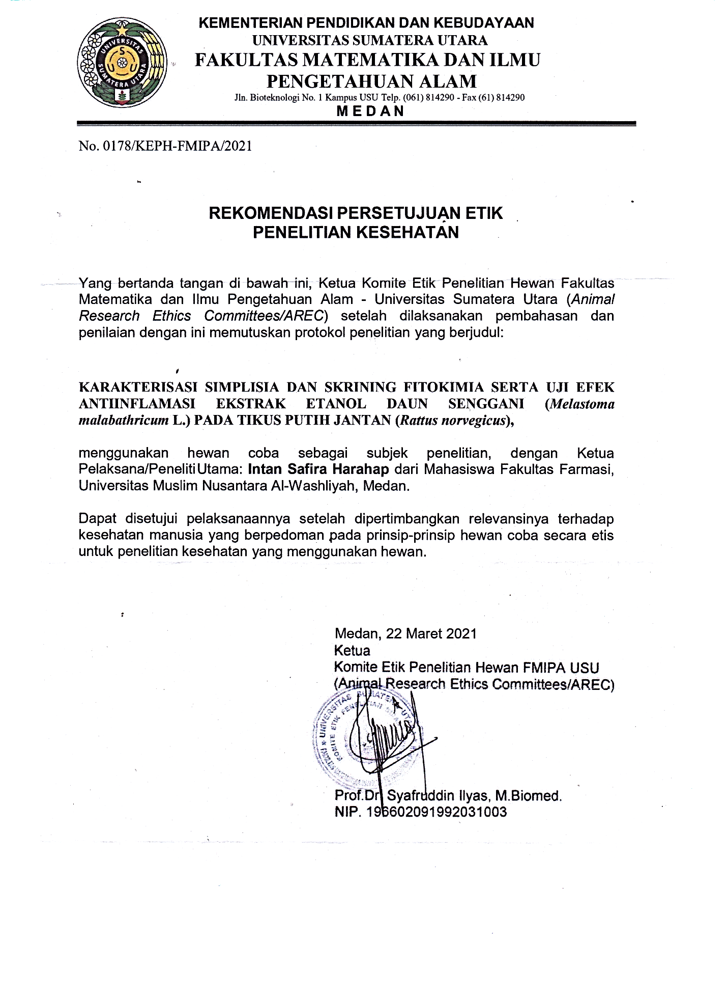 KEMENTERIAN PENDIDIKAN DAN KEBUDAYAAN
UNIVERSITAS SUMATERA UTARA
FAKULTAS MATEMATIKA DAN ILMU
PENGETAHUAN ALAM
Jln. Bioteknologi No. 1 Kampus USU Telp. (061) 814290 - Fax (61) 814290
M E D A N
UNIVERSITAS
SUMATERA UTARA
S
U U
No. 0178/KEPH-FMIPA/2021
REKOMENDASI PERSETUJUAN ETIK
PENELITIAN KESEHATAN
Yang bertanda tangan di bawah ini, Ketua Komite Etik Penelitian Hewan Fakultas
Matematika dan Ilmu Pengetahuan Alam - Universitas Sumatera Utara (Animal
Research Ethics Committees/AREC) setelah dilaksanakan pembahasan dan
penilaian dengan ini memutuskan protokol penelitian yang berjudul:
KARAKTERISASI SIMPLISIA DAN SKRINING FITOKIMIA SERTA UJI EFEK
ANTIINFLAMASI EKSTRAK ETANOL DAUN SENGGANI (Melastoma
malabathricum L.) PADA TIKUS PUTIH JANTAN (Rattus norvegicus),
menggunakan hewan coba sebagai subjek penelitian, dengan Ketua
Pelaksana/Peneliti Utama: Intan Safira Harahap dari Mahasiswa Fakultas Farmasi,
Universitas Muslim Nusantara Al-Washliyah, Medan.
Dapat disetujui pelaksanaannya setelah dipertimbangkan relevansinya terhadap
kesehatan manusia yang berpedoman pada prinsip-prinsip hewan coba secara etis
untuk penelitian kesehatan yang menggunakan hewan.
Medan, 22 Maret 2021
Ketua
Komite Etik Penelitian Hewan FMIPA USU
(Animal Research Ethics Committees/AREC)
UNIVERSITAS SUMATERA
KOMITE ETIK PENELITIAN
Prof.Dr. Syafruddin Ilyas, M.Biomed.
NIP. 196602091992031003